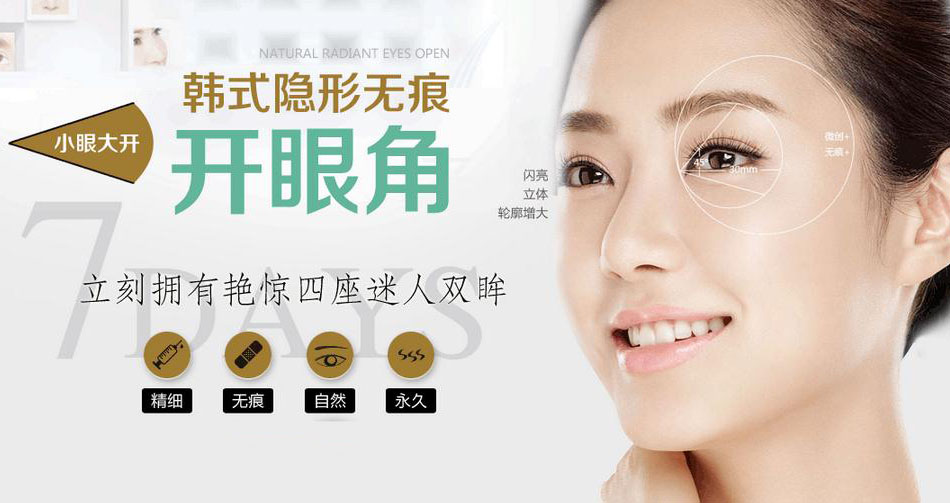 NATURAL RADIANT EYES OPEN
韩式隐形无痕
小眼大开
开眼角
闪亮
立体
轮廓增大
微创+
无痕+
45°
30mm
7 DAYS
立刻拥有艳惊四座迷人双眸
精细
无痕
自然
永久